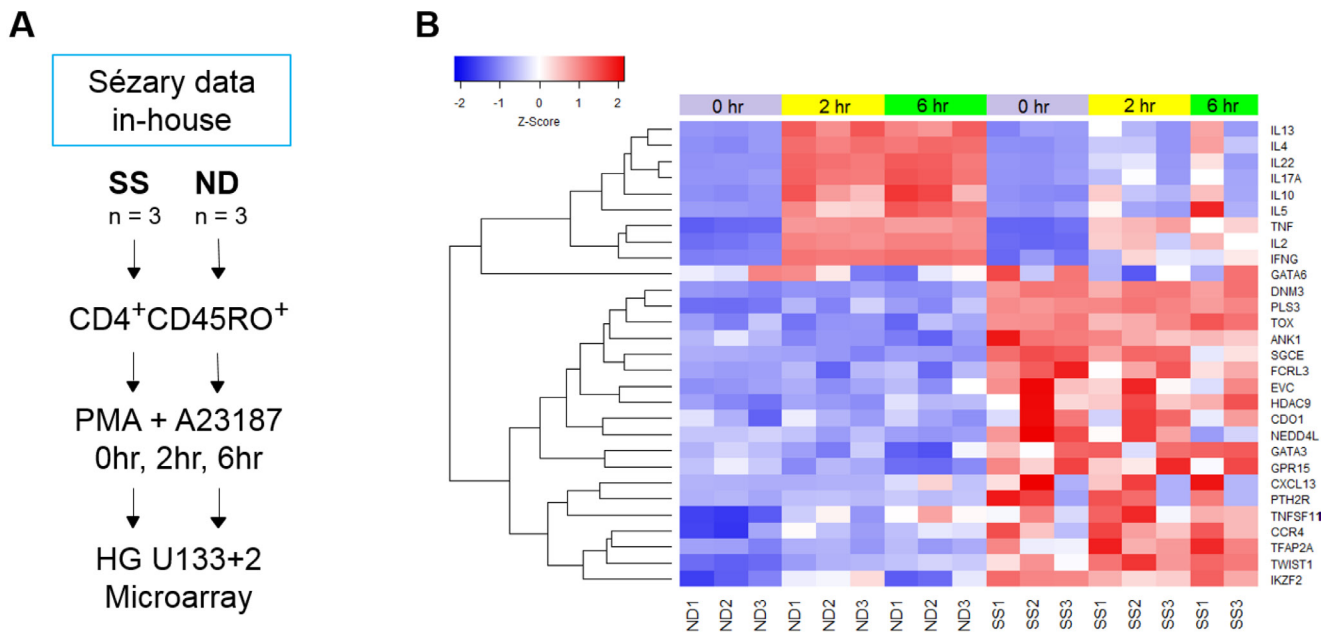 A
Sézary data
in-house
SS ND
n = 3 n = 3
CD4+CD45RO+
PMA + A23187
0hr, 2hr, 6hr
HG U133+2
Microarray
B
-2 -1 0 1 2
Z-Score
0 hr 2 hr 6 hr 0 hr 2 hr 6 hr
IL13
IL4
IL22
IL17A
IL10
IL5
TNF
IL2
IFNG
GATA6
DNM3
PLS3
TOX
ANK1
SGCE
FCRL3
EVC
HDAC9
CDO1
NEDD4L
GATA3
GPR15
CXCL13
PTH2R
TNFSF11
CCR4
TFAP2A
TWIST1
IKZF2
ND1 ND2 ND3 ND1 ND2 ND3 ND1 ND2 ND3 SS1 SS2 SS3 SS1 SS2 SS3 SS1 SS3